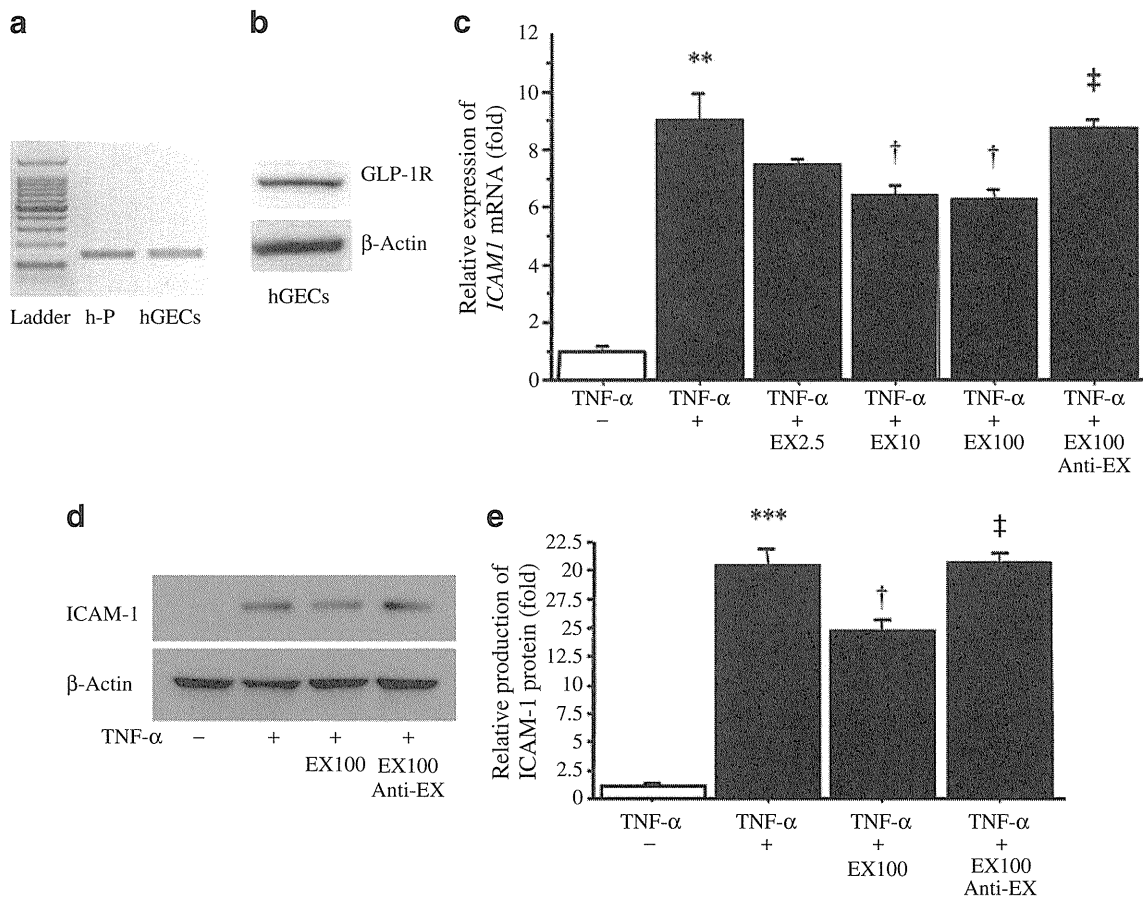 a
Ladder h-P hGECs
b
GLP-1R
β-Actin
hGECs
c
Relative expression of
ICAM1 mRNA (fold)
12
10
8
6
4
2
0
**
†
†
‡
TNF-α TNF-α TNF-α TNF-α TNF-α TNF-α
− + + + + +
EX2.5 EX10 EX100 EX100
Anti-EX
d
ICAM-1
β-Actin
TNF-α − + + +
EX100 EX100
Anti-EX
e
Relative production of
ICAM-1 protein (fold)
22.5
20
27.5
25
12.5
10
7.5
5
2.5
0
***
†
‡
TNF-α TNF-α TNF-α TNF-α
− + + +
EX100 EX100
Anti-EX